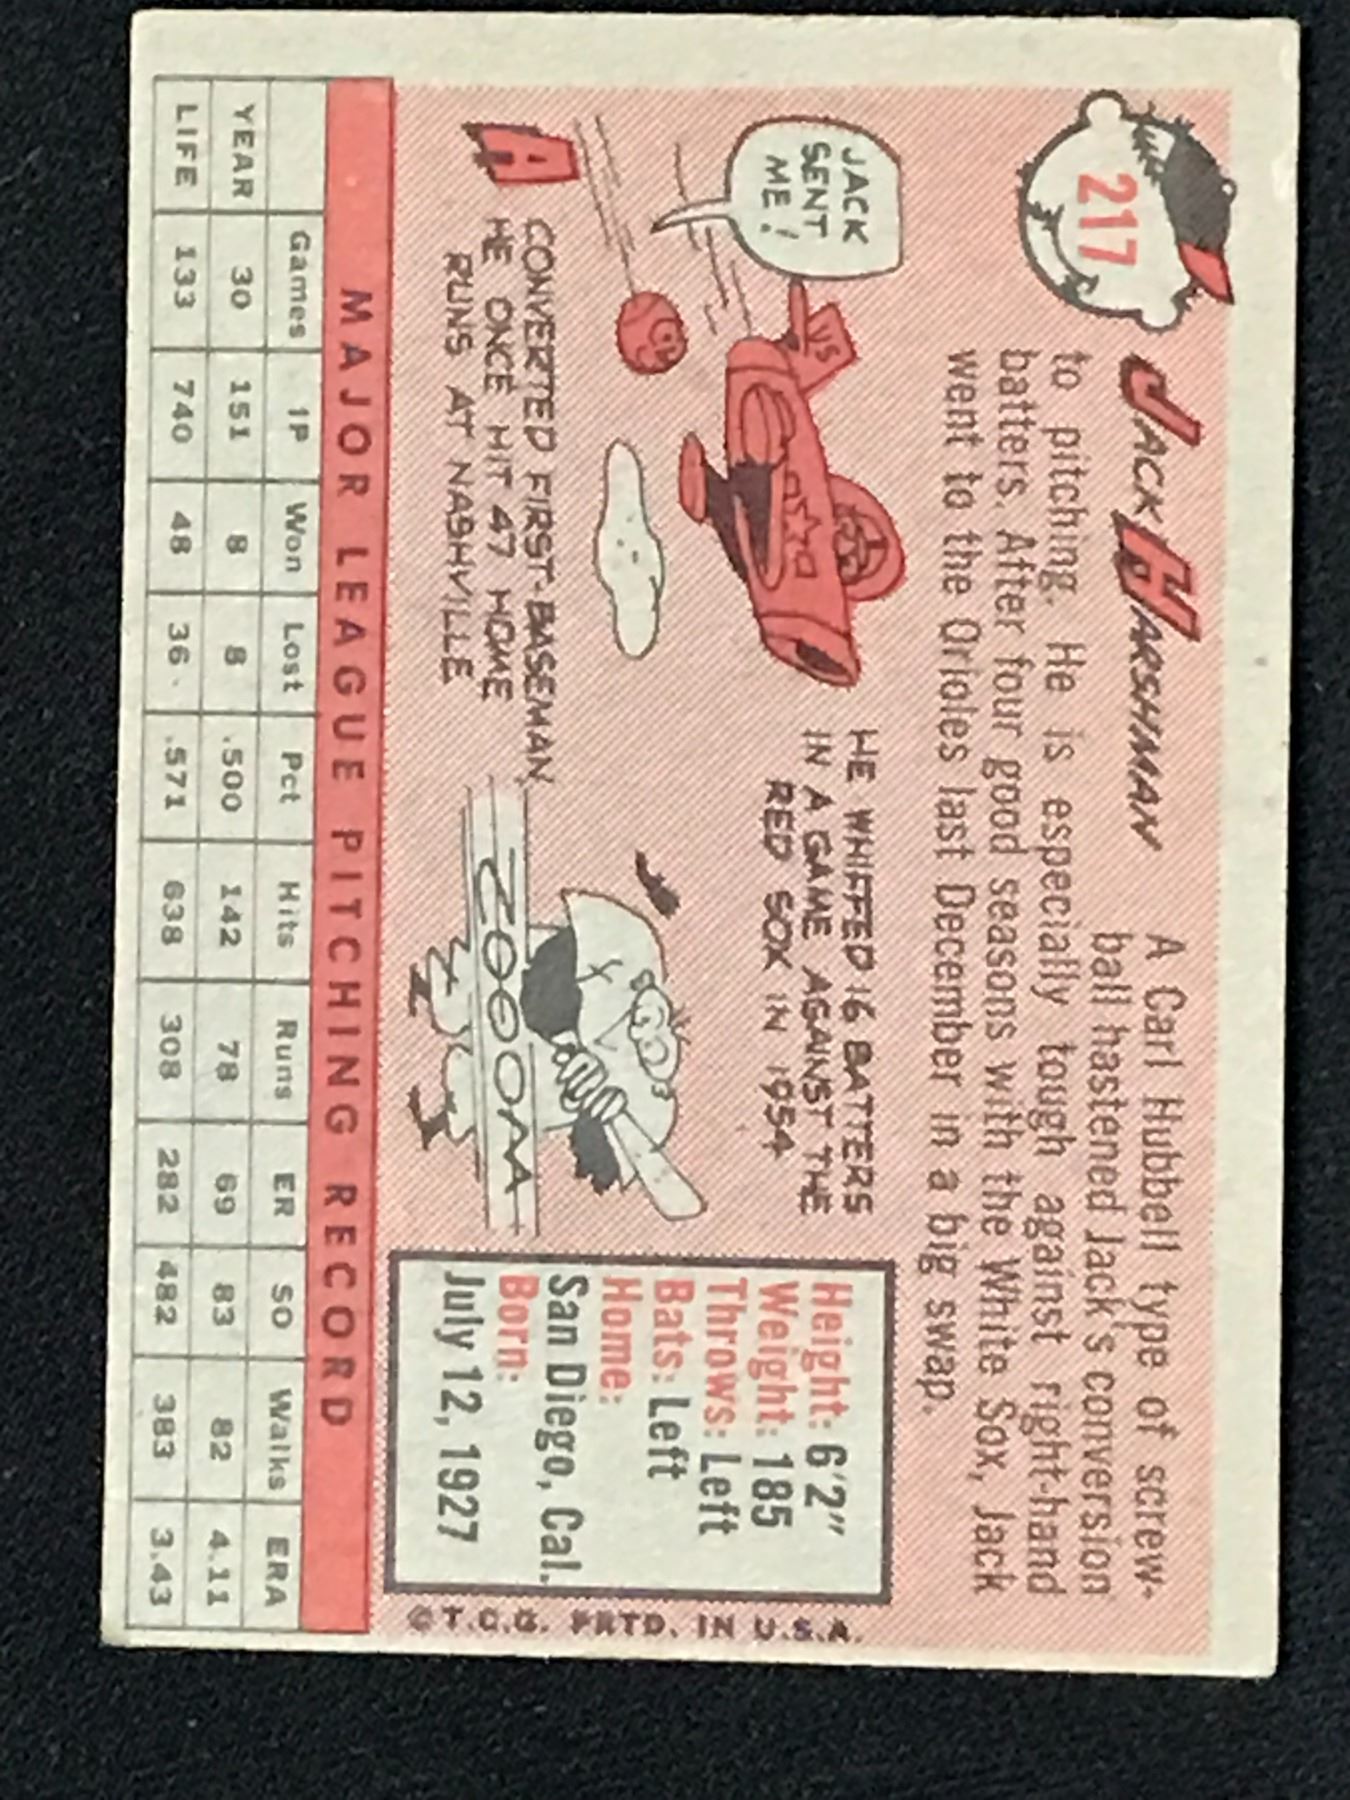 217
JACK HARSHMAN
A Carl Hubbell type of screw-
ball hastened Jack's conversion
to pitching. He is especially tough against right-hand
batters. After four good seasons with the White Sox, Jack
went to the Orioles last December in a big swap.
JACK
SENT
ME!
US
HE WHIFFED 16 BATTERS
IN A GAME AGAINST THE
RED SOX IN 1954
CONVERTED FIRST-BASEMAN,
HE ONCE HIT 47 HOME
RUNS AT NASHVILLE
ZOOOOM
Height: 6'2"
Weight: 185
Throws: Left
Bats: Left
Home:
San Diego, Cal.
Born:
July 12, 1927
©T.C.G. PRTD. IN U.S.A.
MAJOR LEAGUE PITCHING RECORD
Games IP Won Lost Pct Hits Runs ER SO Walks ERA
YEAR 30 151 8 8 .500 142 78 69 83 82 4.11
LIFE 133 740 48 36 .571 638 308 282 482 383 3.43